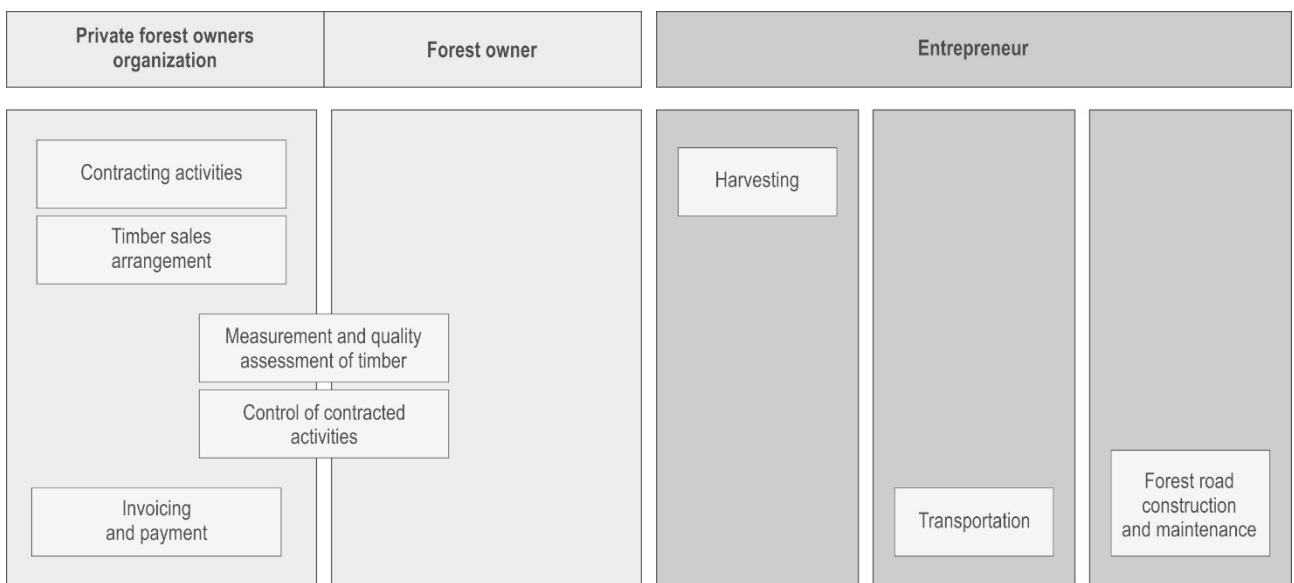 Private forest owners
organization
Forest owner
Entrepreneur
Contracting activities
Timber sales
arrangement
Measurement and quality
assessment of timber
Control of contracted
activities
Invoicing
and payment
Harvesting
Transportation
Forest road
construction
and maintenance